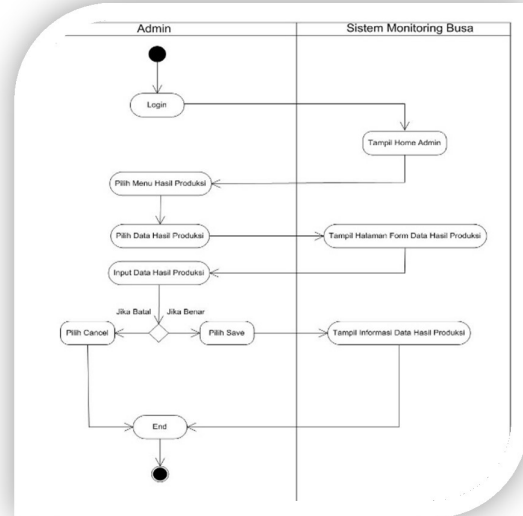 Admin
Sistem Monitoring Busa
Login
Tampil Home Admin
Pilih Menu Hasil Produksi
Pilih Data Hasil Produksi
Tampil Halaman Form Data Hasil Produksi
Input Data Hasil Produksi
Jika Batal
Jika Benar
Pilih Cancel
Pilih Save
Tampil Informasi Data Hasil Produksi
End